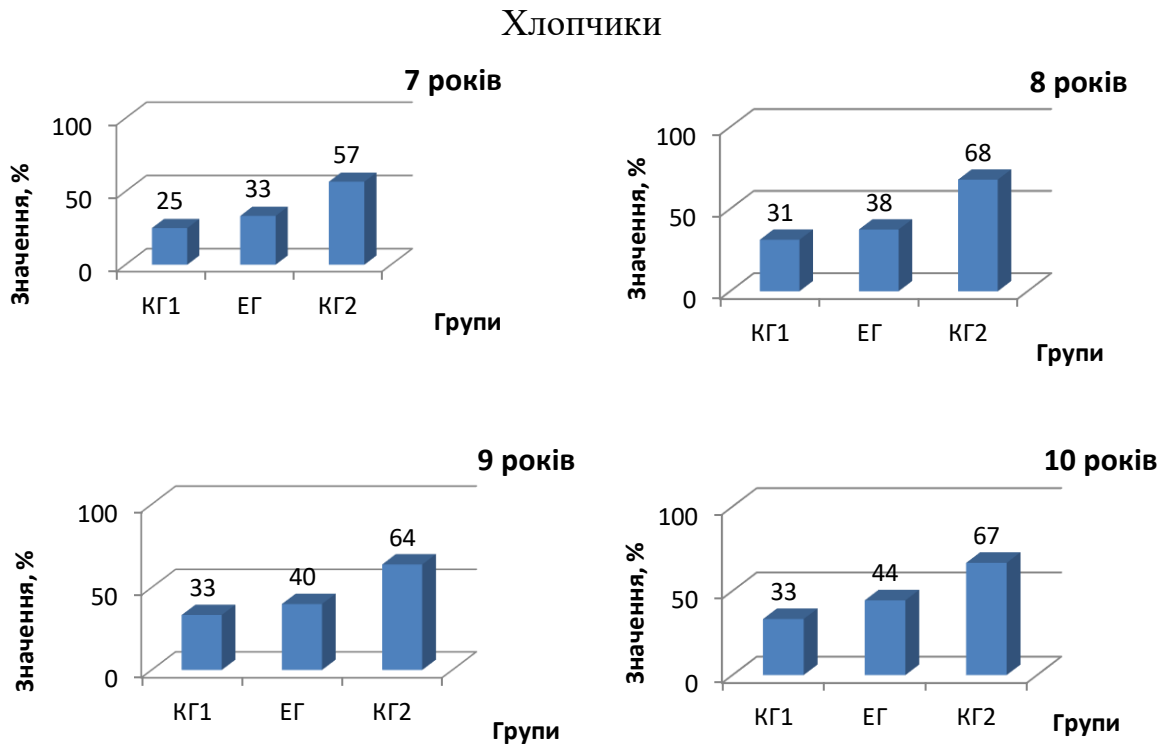 Хлопчики
7 років
Значення, %
100
50
0
25
33
57
КГ1 ЕГ КГ2
Групи
8 років
Значення, %
100
50
0
31
38
68
КГ1 ЕГ КГ2
Групи
9 років
Значення, %
100
50
0
33
40
64
КГ1 ЕГ КГ2
Групи
10 років
Значення, %
100
50
0
33
44
67
КГ1 ЕГ КГ2
Групи